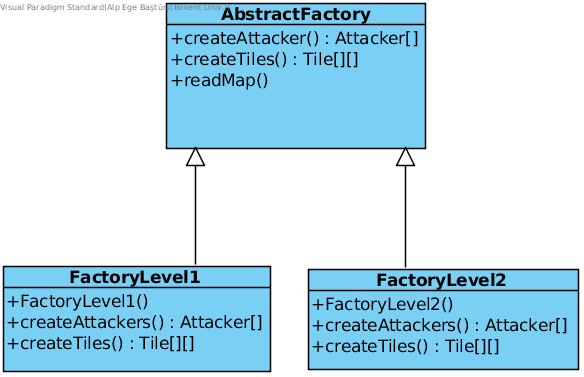 Visual Paradigm Standard(Alp Ege Baştürk(Bilkent Univ.
AbstractFactory
+createAttacker() : Attacker[]
+createTiles() : Tile[][]
+readMap()
FactoryLevel1
+FactoryLevel1()
+createAttackers() : Attacker[]
+createTiles() : Tile[][]
FactoryLevel2
+FactoryLevel2()
+createAttackers() : Attacker[]
+createTiles() : Tile[][]